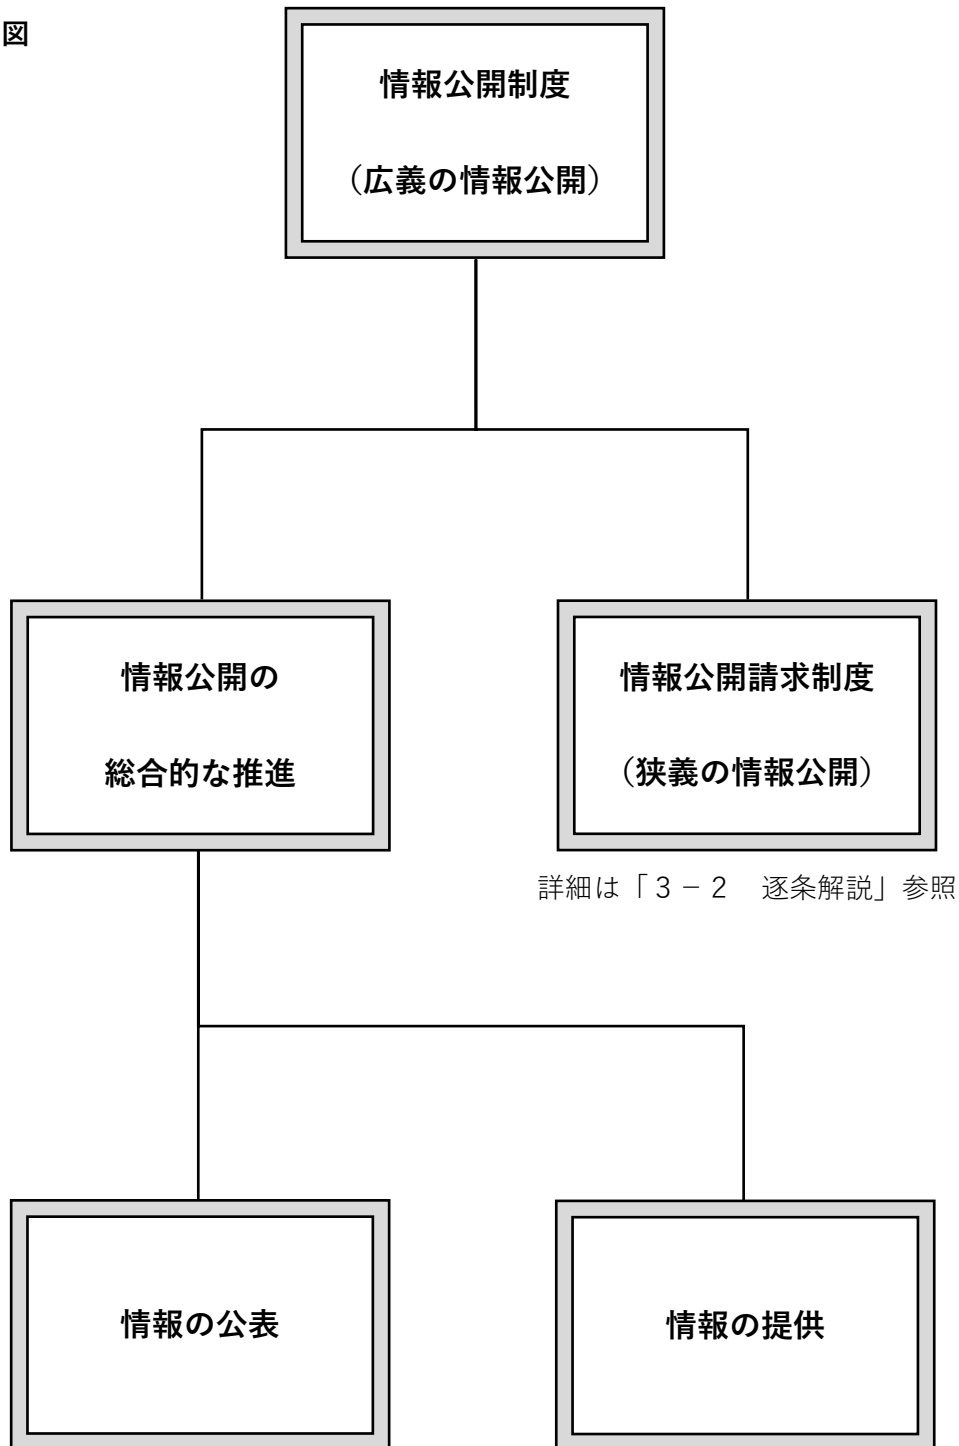 図
情報公開制度
（広義の情報公開）
情報公開の
総合的な推進
情報公開請求制度
（狭義の情報公開）
詳細は「３－２　逐条解説」参照
情報の公表
情報の提供